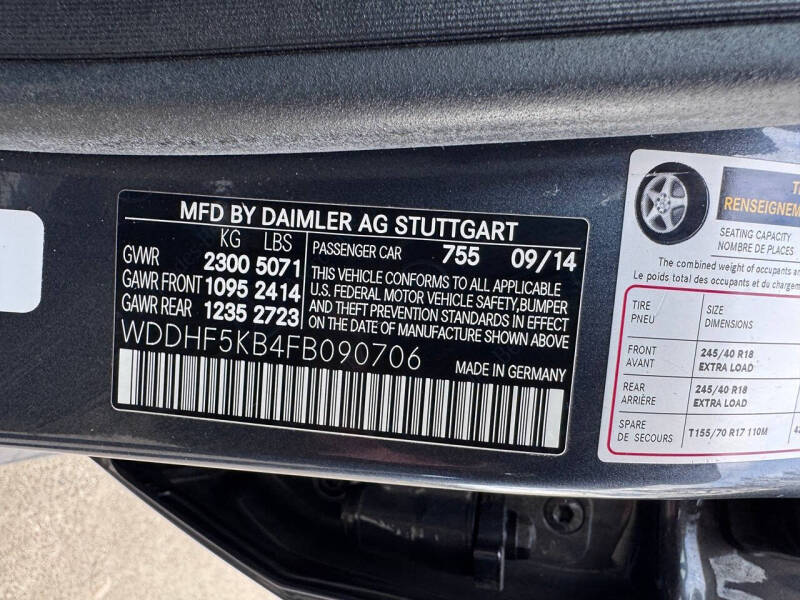 MFD BY DAIMLER AG STUTTGART
KG LBS
GVWR 2300 5071
GAWR FRONT 1095 2414
GAWR REAR 1235 2723
PASSENGER CAR 755 09/14
THIS VEHICLE CONFORMS TO ALL APPLICABLE
U.S. FEDERAL MOTOR VEHICLE SAFETY,BUMPER
AND THEFT PREVENTION STANDARDS IN EFFECT
ON THE DATE OF MANUFACTURE SHOWN ABOVE
WDDHF5KB4FB090706
MADE IN GERMANY
RENSEIGNEM
SEATING CAPACITY
NOMBRE DE PLACES
The combined weight of occupants an
Le poids total des occupants et du chargem
TIRE
PNEU
SIZE
DIMENSIONS
FRONT
AVANT
245/40 R18
EXTRA LOAD
REAR
ARRIÈRE
245/40 R18
EXTRA LOAD
SPARE
DE SECOURS
T155/70 R17 110M